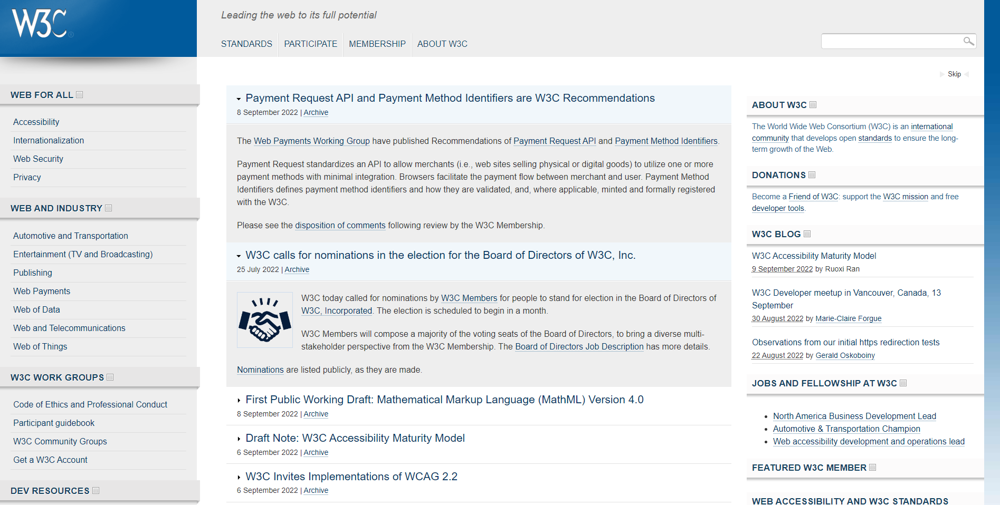 W3C®
Leading the web to its full potential
STANDARDS
PARTICIPATE
MEMBERSHIP
ABOUT W3C
Skip
WEB FOR ALL
Accessibility
Internationalization
Web Security
Privacy
WEB AND INDUSTRY
Automotive and Transportation
Entertainment (TV and Broadcasting)
Publishing
Web Payments
Web of Data
Web and Telecommunications
Web of Things
W3C WORK GROUPS
Code of Ethics and Professional Conduct
Participant guidebook
W3C Community Groups
Get a W3C Account
DEV RESOURCES
Payment Request API and Payment Method Identifiers are W3C Recommendations
8 September 2022 | Archive
The Web Payments Working Group have published Recommendations of Payment Request API and Payment Method Identifiers.
Payment Request standardizes an API to allow merchants (i.e., web sites selling physical or digital goods) to utilize one or more
payment methods with minimal integration. Browsers facilitate the payment flow between merchant and user. Payment Method
Identifiers defines payment method identifiers and how they are validated, and, where applicable, minted and formally registered
with the W3C.
Please see the disposition of comments following review by the W3C Membership.
W3C calls for nominations in the election for the Board of Directors of W3C, Inc.
25 July 2022 | Archive
W3C today called for nominations by W3C Members for people to stand for election in the Board of Directors of
W3C, Incorporated. The election is scheduled to begin in a month.
W3C Members will compose a majority of the voting seats of the Board of Directors, to bring a diverse multi-
stakeholder perspective from the W3C Membership. The Board of Directors Job Description has more details.
Nominations are listed publicly, as they are made.
First Public Working Draft: Mathematical Markup Language (MathML) Version 4.0
8 September 2022 | Archive
Draft Note: W3C Accessibility Maturity Model
6 September 2022 | Archive
W3C Invites Implementations of WCAG 2.2
6 September 2022 | Archive
ABOUT W3C
The World Wide Web Consortium (W3C) is an international
community that develops open standards to ensure the long-
term growth of the Web.
DONATIONS
Become a Friend of W3C: support the W3C mission and free
developer tools.
W3C BLOG
W3C Accessibility Maturity Model
9 September 2022 by Ruoxi Ran
W3C Developer meetup in Vancouver, Canada, 13
September
30 August 2022 by Marie-Claire Forgue
Observations from our initial https redirection tests
22 August 2022 by Gerald Oskoboiny
JOBS AND FELLOWSHIP AT W3C
North America Business Development Lead
Automotive & Transportation Champion
Web accessibility development and operations lead
FEATURED W3C MEMBER
WEB ACCESSIBILITY AND W3C STANDARDS